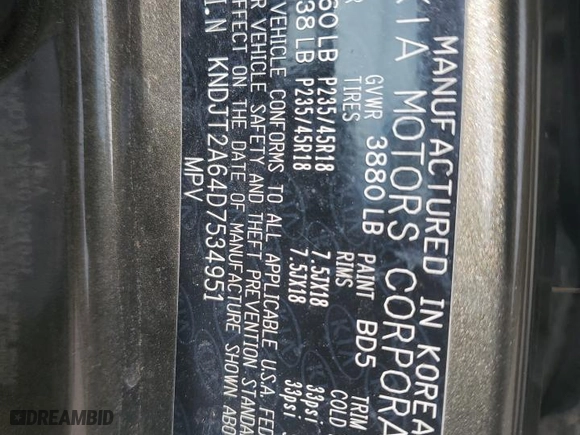 MANUFACTURED IN KOREA
KIA MOTORS CORPORA
GVWR 3880 LB PAINT BD5 TRIM
TIRES RIMS COLD
60 LB P235/45R18 7.5JX18 33psi
38 LB P235/45R18 7.5JX18 33psi
VEHICLE CONFORMS TO ALL APPLICABLE U.S.A. FED
R VEHICLE SAFETY AND THEFT PREVENTION STANDA
EFFECT ON THE DATE OF MANUFACTURE SHOWN ABO
KNDJT2A64D7534951
MPV
KIA
DREAMBID